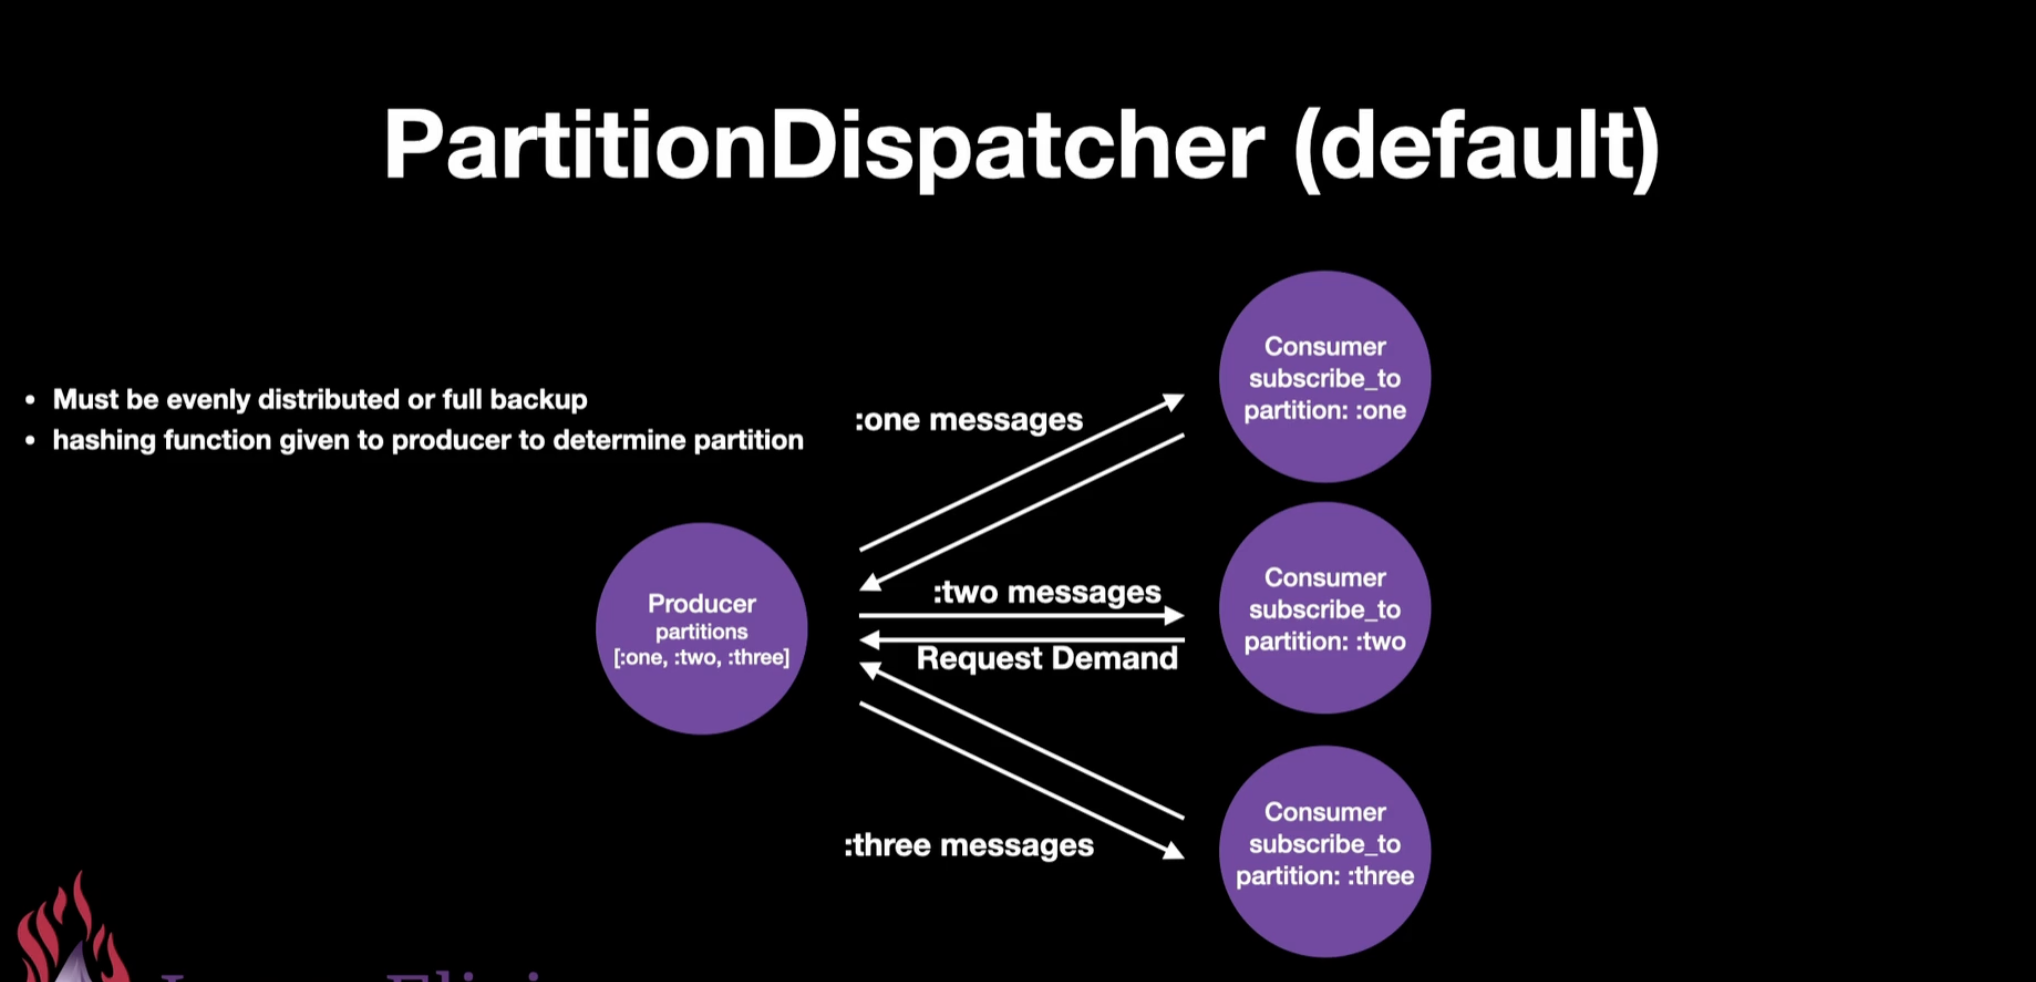 PartitionDispatcher (default)
• Must be evenly distributed or full backup
• hashing function given to producer to determine partition
:one messages
Consumer
subscribe_to
partition: :one
Producer
partitions
[:one, :two, :three]
:two messages
Request Demand
Consumer
subscribe_to
partition: :two
:three messages
Consumer
subscribe_to
partition: :three